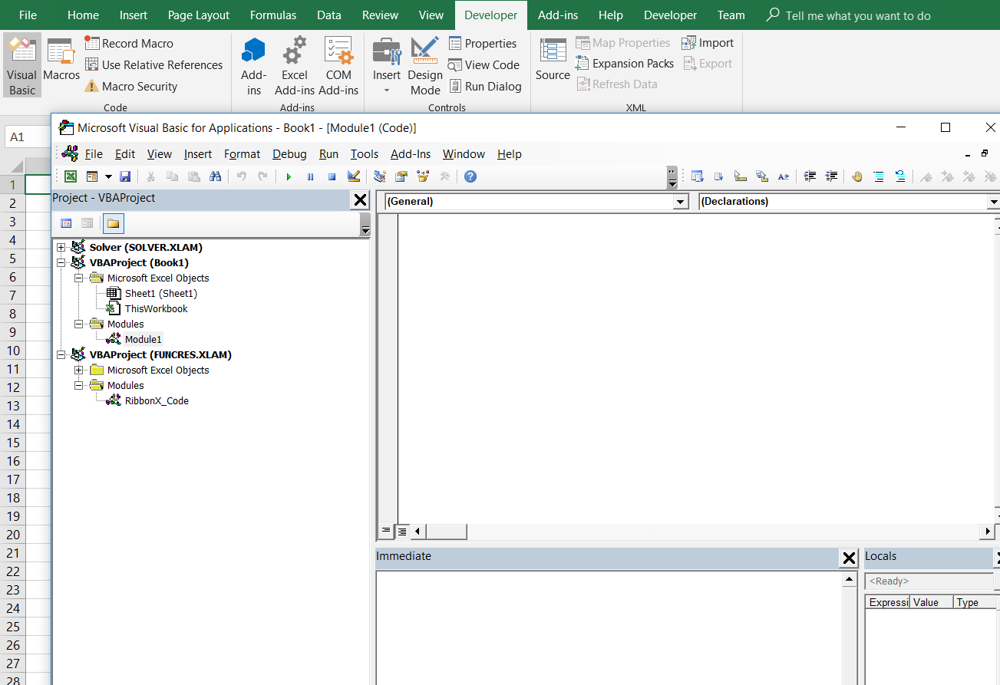 File Home Insert Page Layout Formulas Data Review View Developer Add-ins Help Developer Team Tell me what you want to do
Visual Basic
Macros
Record Macro
Use Relative References
Macro Security
Code
Add-ins
Excel Add-ins
COM Add-ins
Add-ins
Insert
Design Mode
Properties
View Code
Run Dialog
Controls
Source
Map Properties
Expansion Packs
Refresh Data
Import
Export
XML
A1
Microsoft Visual Basic for Applications - Book1 - [Module1 (Code)]
File Edit View Insert Format Debug Run Tools Add-Ins Window Help
Project - VBAProject
(General)
(Declarations)
Solver (SOLVER.XLAM)
VBAProject (Book1)
Microsoft Excel Objects
Sheet1 (Sheet1)
ThisWorkbook
Modules
Module1
VBAProject (FUNCRES.XLAM)
Microsoft Excel Objects
Modules
RibbonX_Code
Immediate
Locals
<Ready>
Expressi Value Type
1
2
3
4
5
6
7
8
9
10
11
12
13
14
15
16
17
18
19
20
21
22
23
24
25
26
27
28